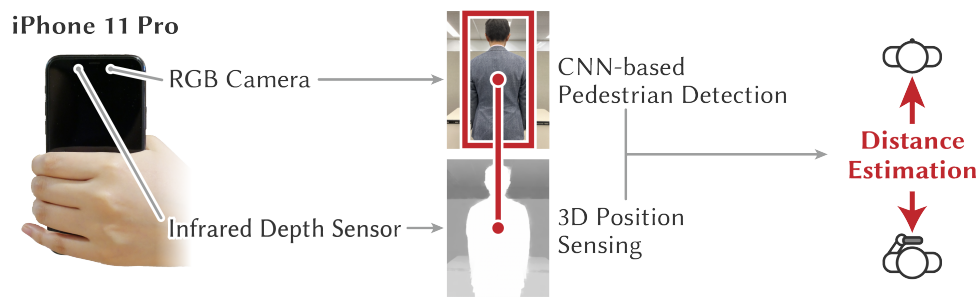 iPhone 11 Pro
RGB Camera
Infrared Depth Sensor
CNN-based
Pedestrian Detection
3D Position
Sensing
Distance
Estimation